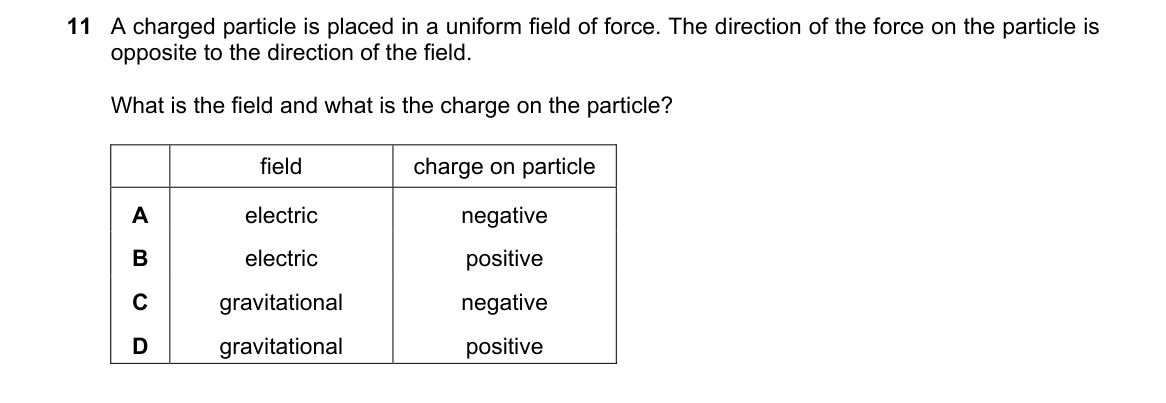 11 A charged particle is placed in a uniform field of force. The direction of the force on the particle is
opposite to the direction of the field.
What is the field and what is the charge on the particle?
field charge on particle
A electric negative
B electric positive
C gravitational negative
D gravitational positive